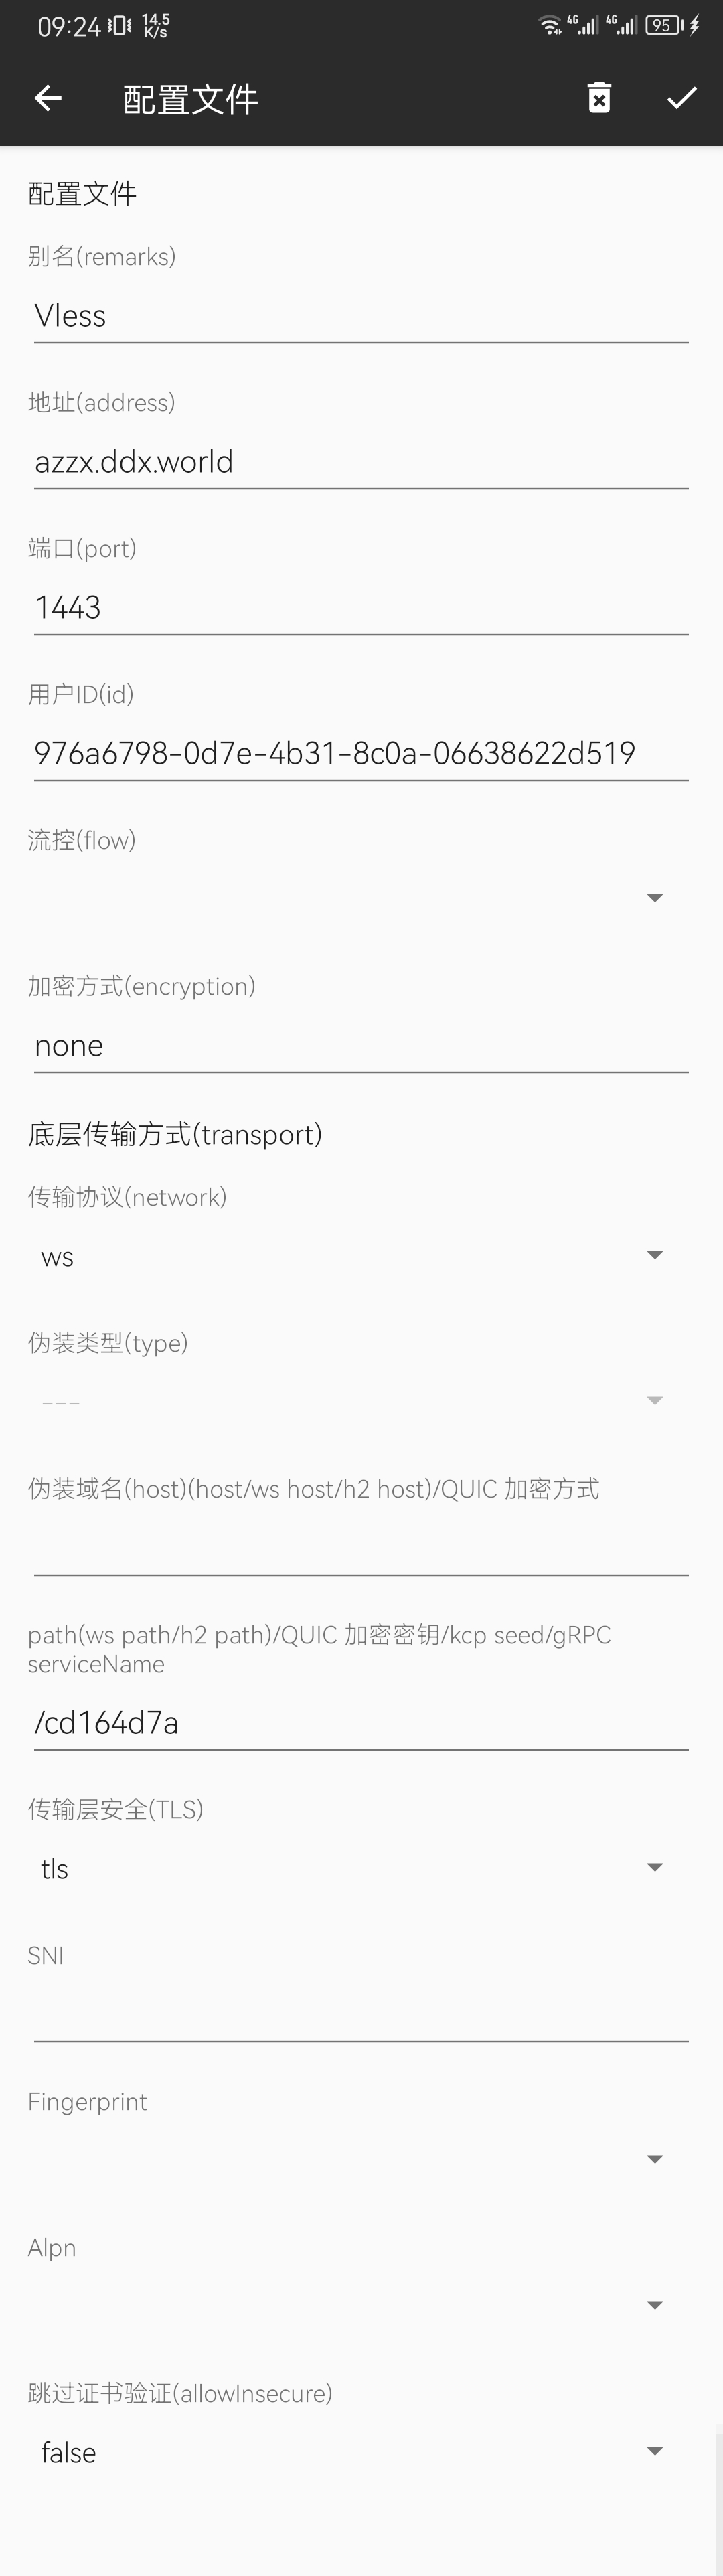 09:24
14.5
K/s
4G
4G
95
配置文件
配置文件
别名(remarks)
Vless
地址(address)
azzx.ddx.world
端口(port)
1443
用户ID(id)
976a6798-0d7e-4b31-8c0a-06638622d519
流控(flow)
加密方式(encryption)
none
底层传输方式(transport)
传输协议(network)
ws
伪装类型(type)
---
伪装域名(host)(host/ws host/h2 host)/QUIC 加密方式
path(ws path/h2 path)/QUIC 加密密钥/kcp seed/gRPC
serviceName
/cd164d7a
传输层安全(TLS)
tls
SNI
Fingerprint
Alpn
跳过证书验证(allowInsecure)
false